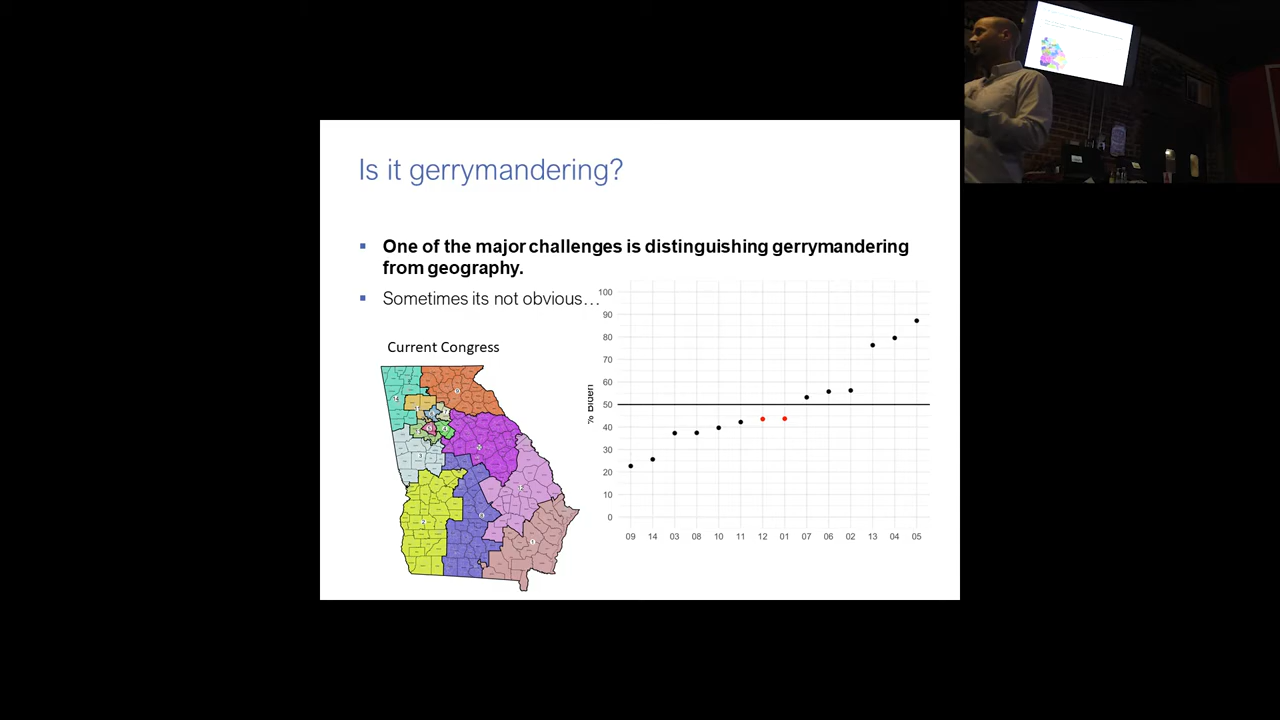 Is it gerrymandering?
One of the major challenges is distinguishing gerrymandering
from geography.
Sometimes its not obvious…
Current Congress
100
90
80
70
60
50
40
30
20
10
0
% Biden
09 14 03 08 10 11 12 01 07 06 02 13 04 05